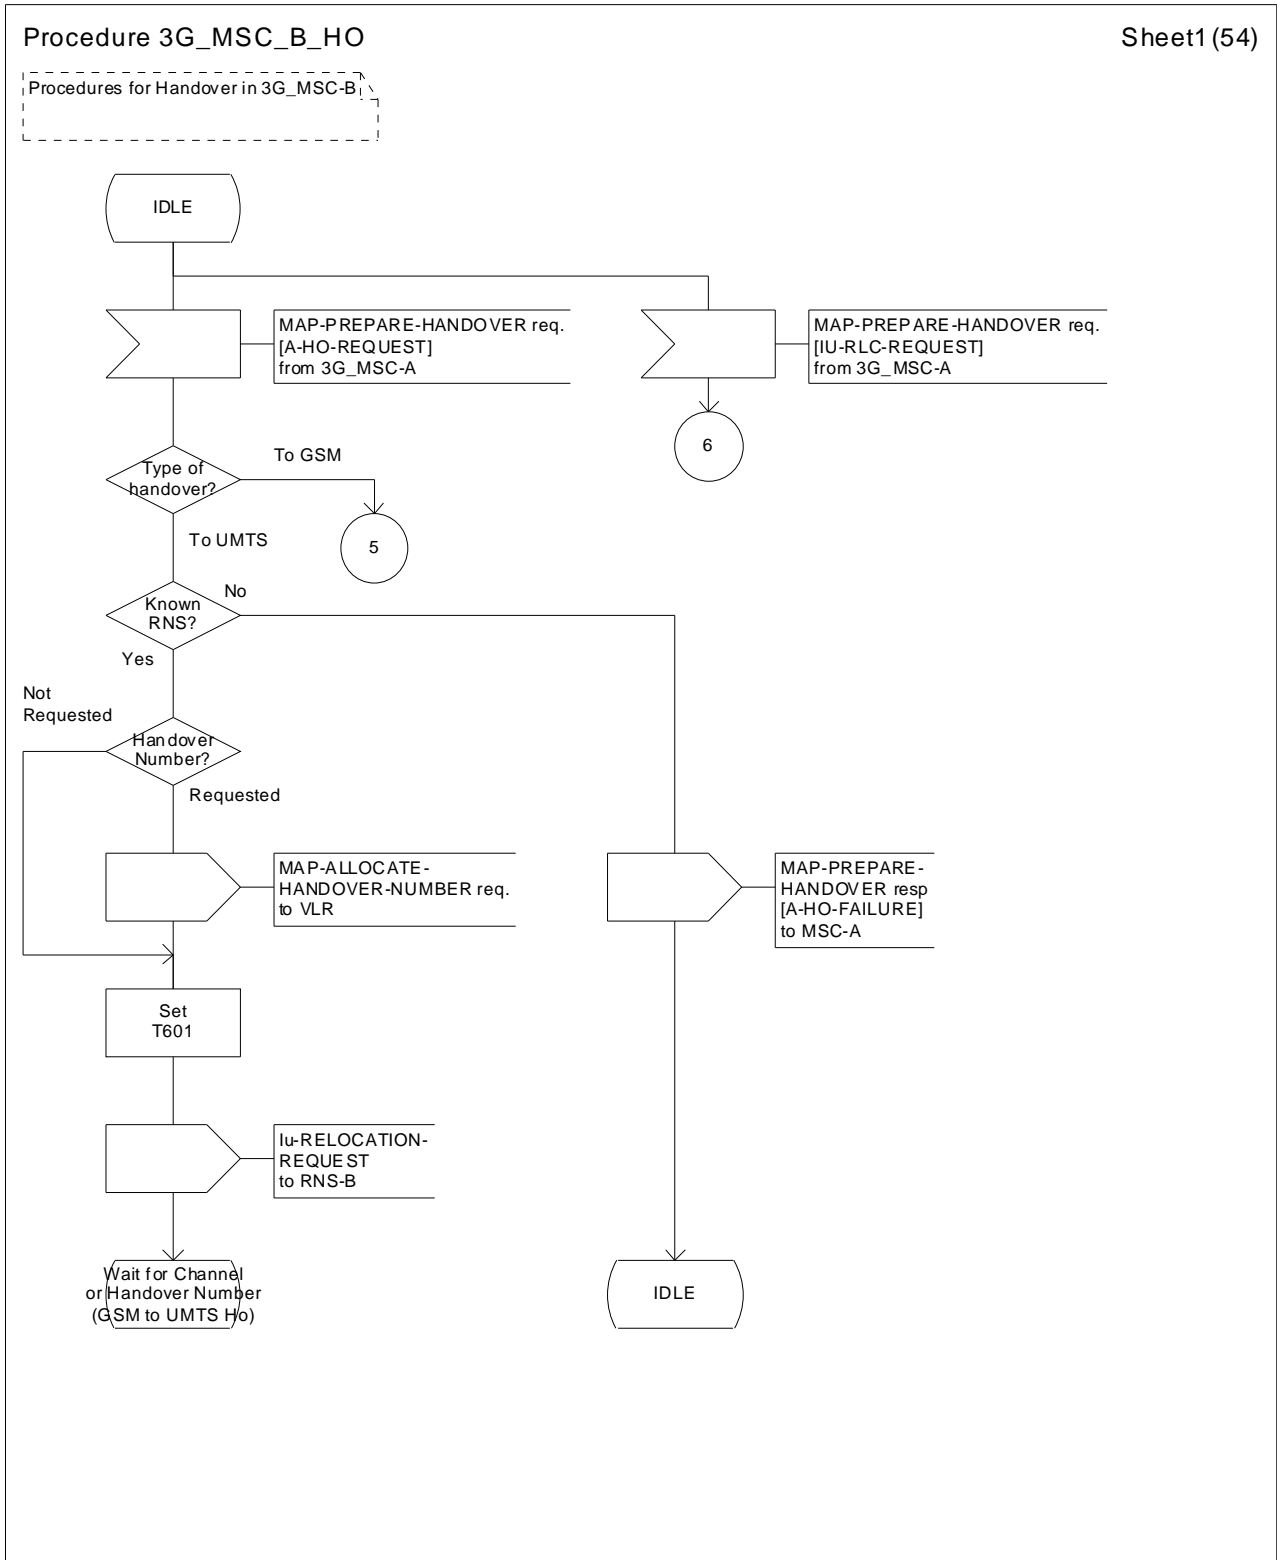 Procedure 3G_MSC_B_HO
Sheet1 (54)
Procedures for Handover in 3G_MSC-B
IDLE
MAP-PREPARE-HANDOVER req.
[A-HO-REQUEST]
from 3G_MSC-A
MAP-PREPARE-HANDOVER req.
[IU-RLC-REQUEST]
from 3G_MSC-A
6
Type of
handover?
To GSM
5
To UMTS
Known
RNS?
No
Yes
Not
Requested
Handover
Number?
Requested
MAP-ALLOCATE-
HANDOVER-NUMBER req.
to VLR
MAP-PREPARE-
HANDOVER resp
[A-HO-FAILURE]
to MSC-A
Set
T601
Iu-RELOCATION-
REQUEST
to RNS-B
Wait for Channel
or Handover Number
(GSM to UMTS Ho)
IDLE